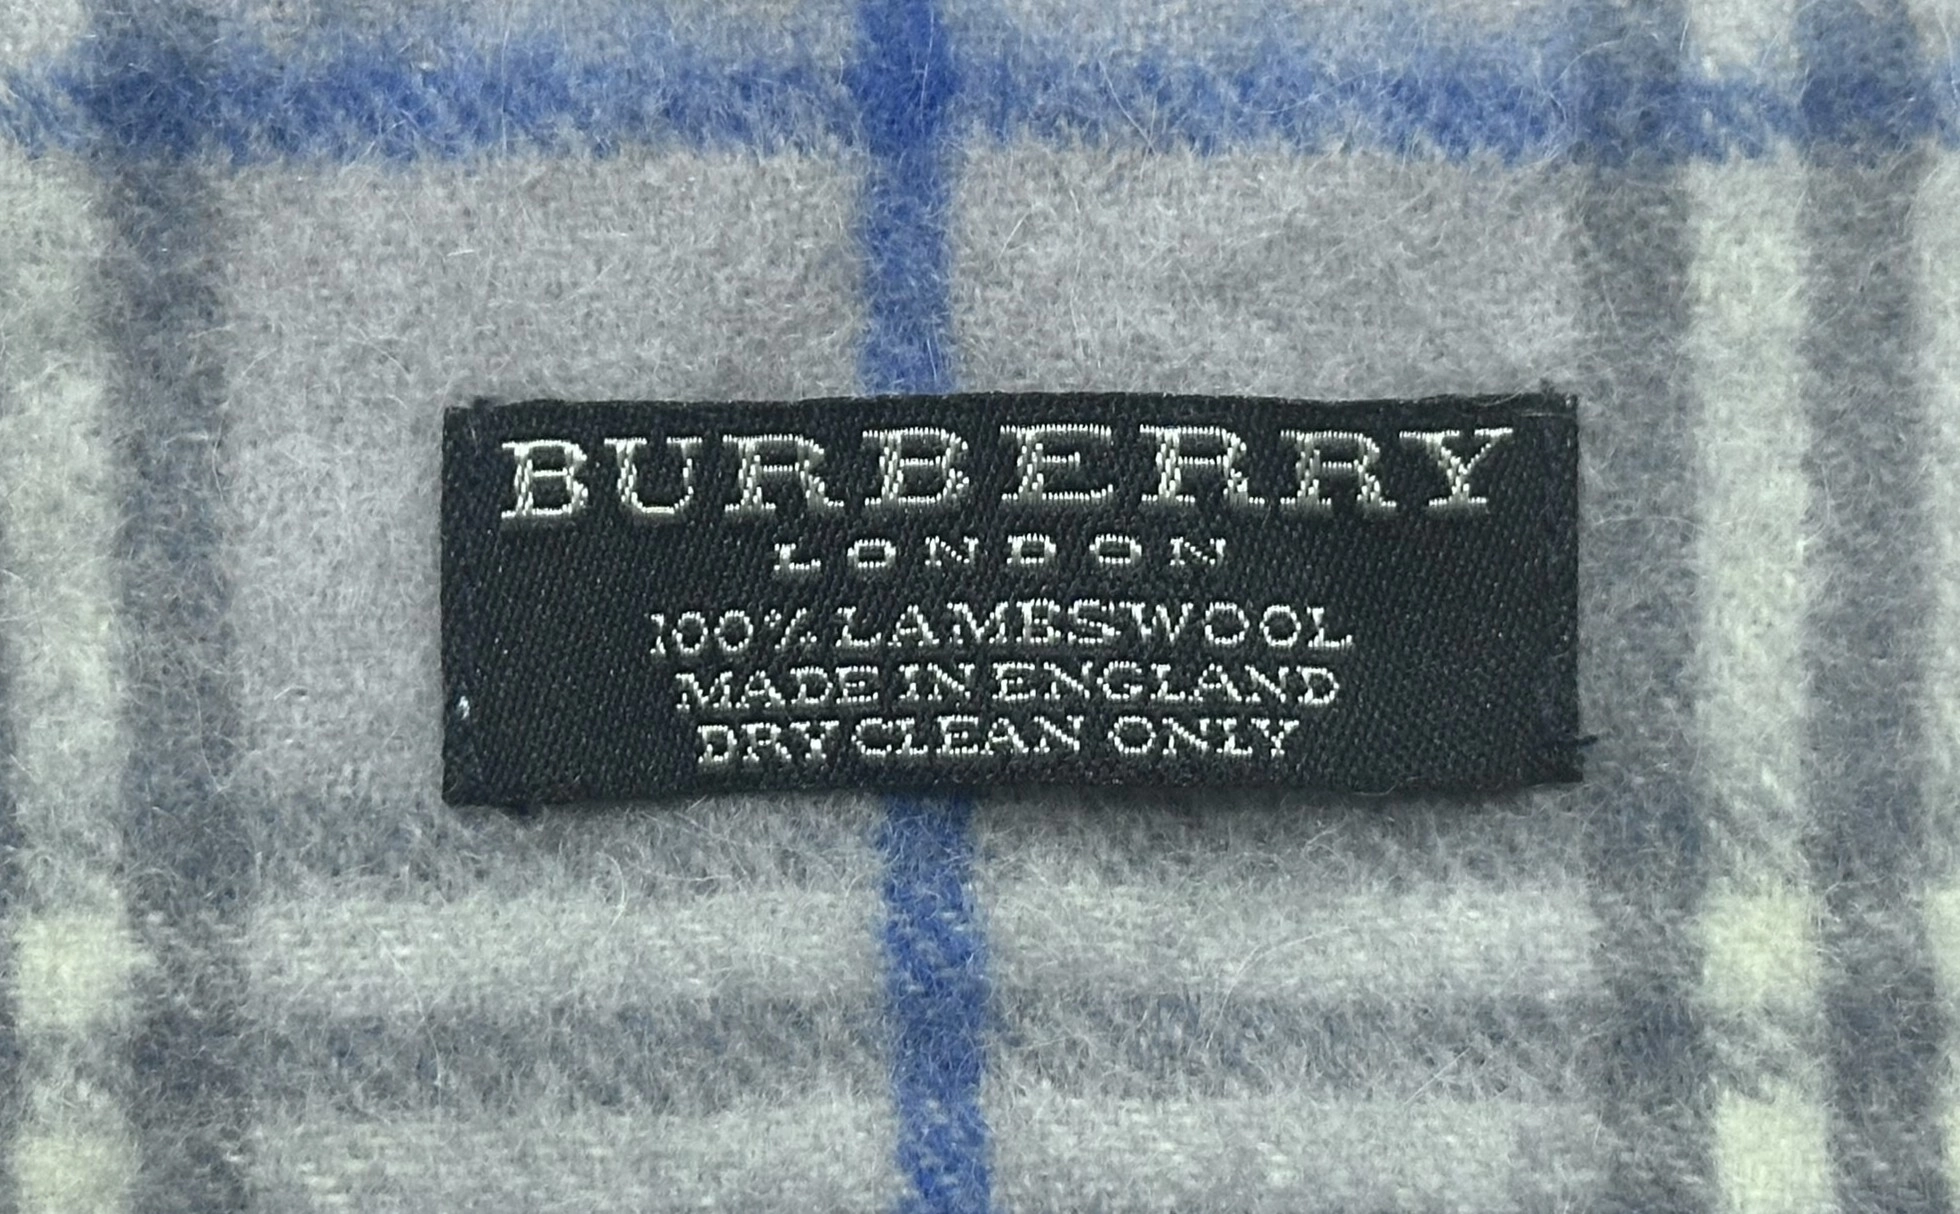 BURBERRY
LONDON
100% LAMBSWOOL
MADE IN ENGLAND
DRY CLEAN ONLY